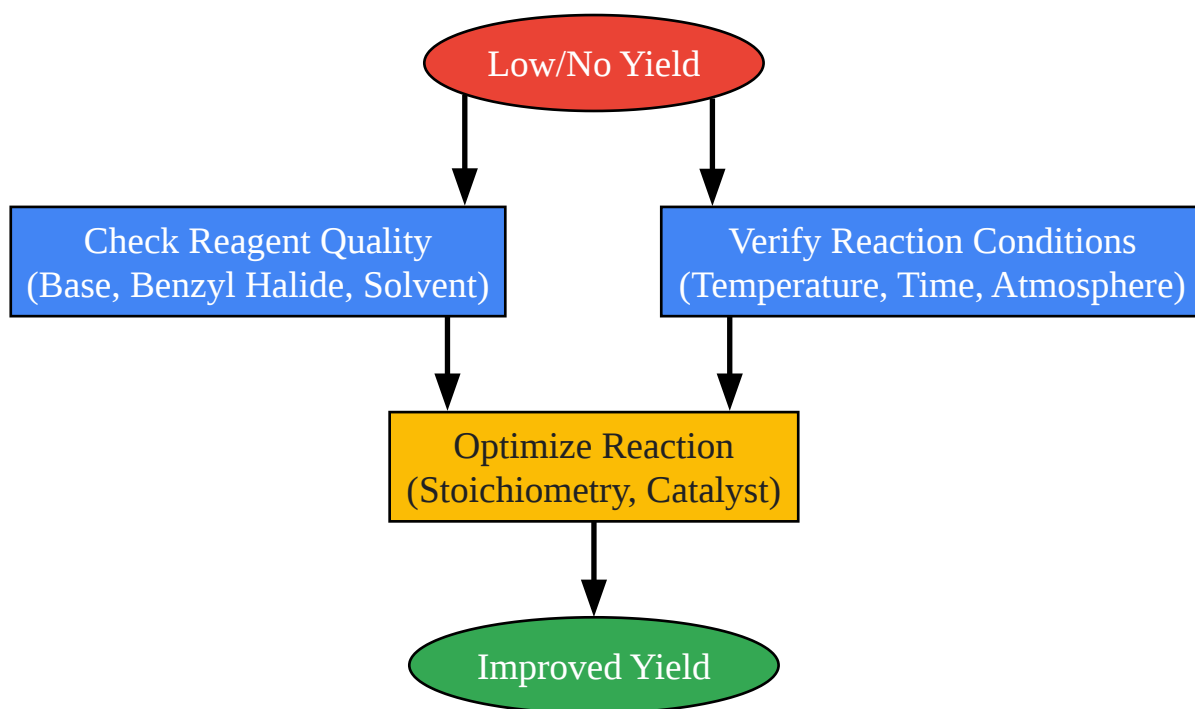 Low/No Yield
Check Reagent Quality
(Base, Benzyl Halide, Solvent)
Verify Reaction Conditions
(Temperature, Time, Atmosphere)
Optimize Reaction
(Stoichiometry, Catalyst)
Improved Yield